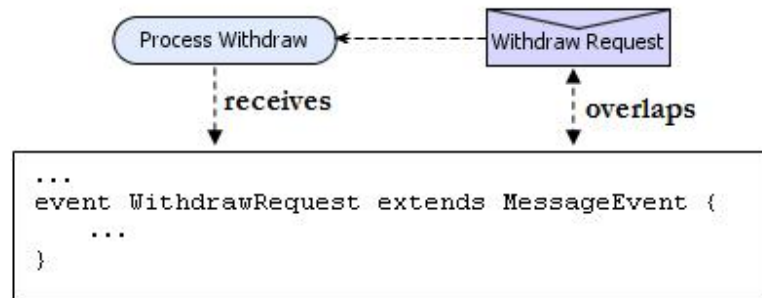 Process Withdraw
Withdraw Request
receives
overlaps
...
event WithdrawRequest extends MessageEvent {
...
}